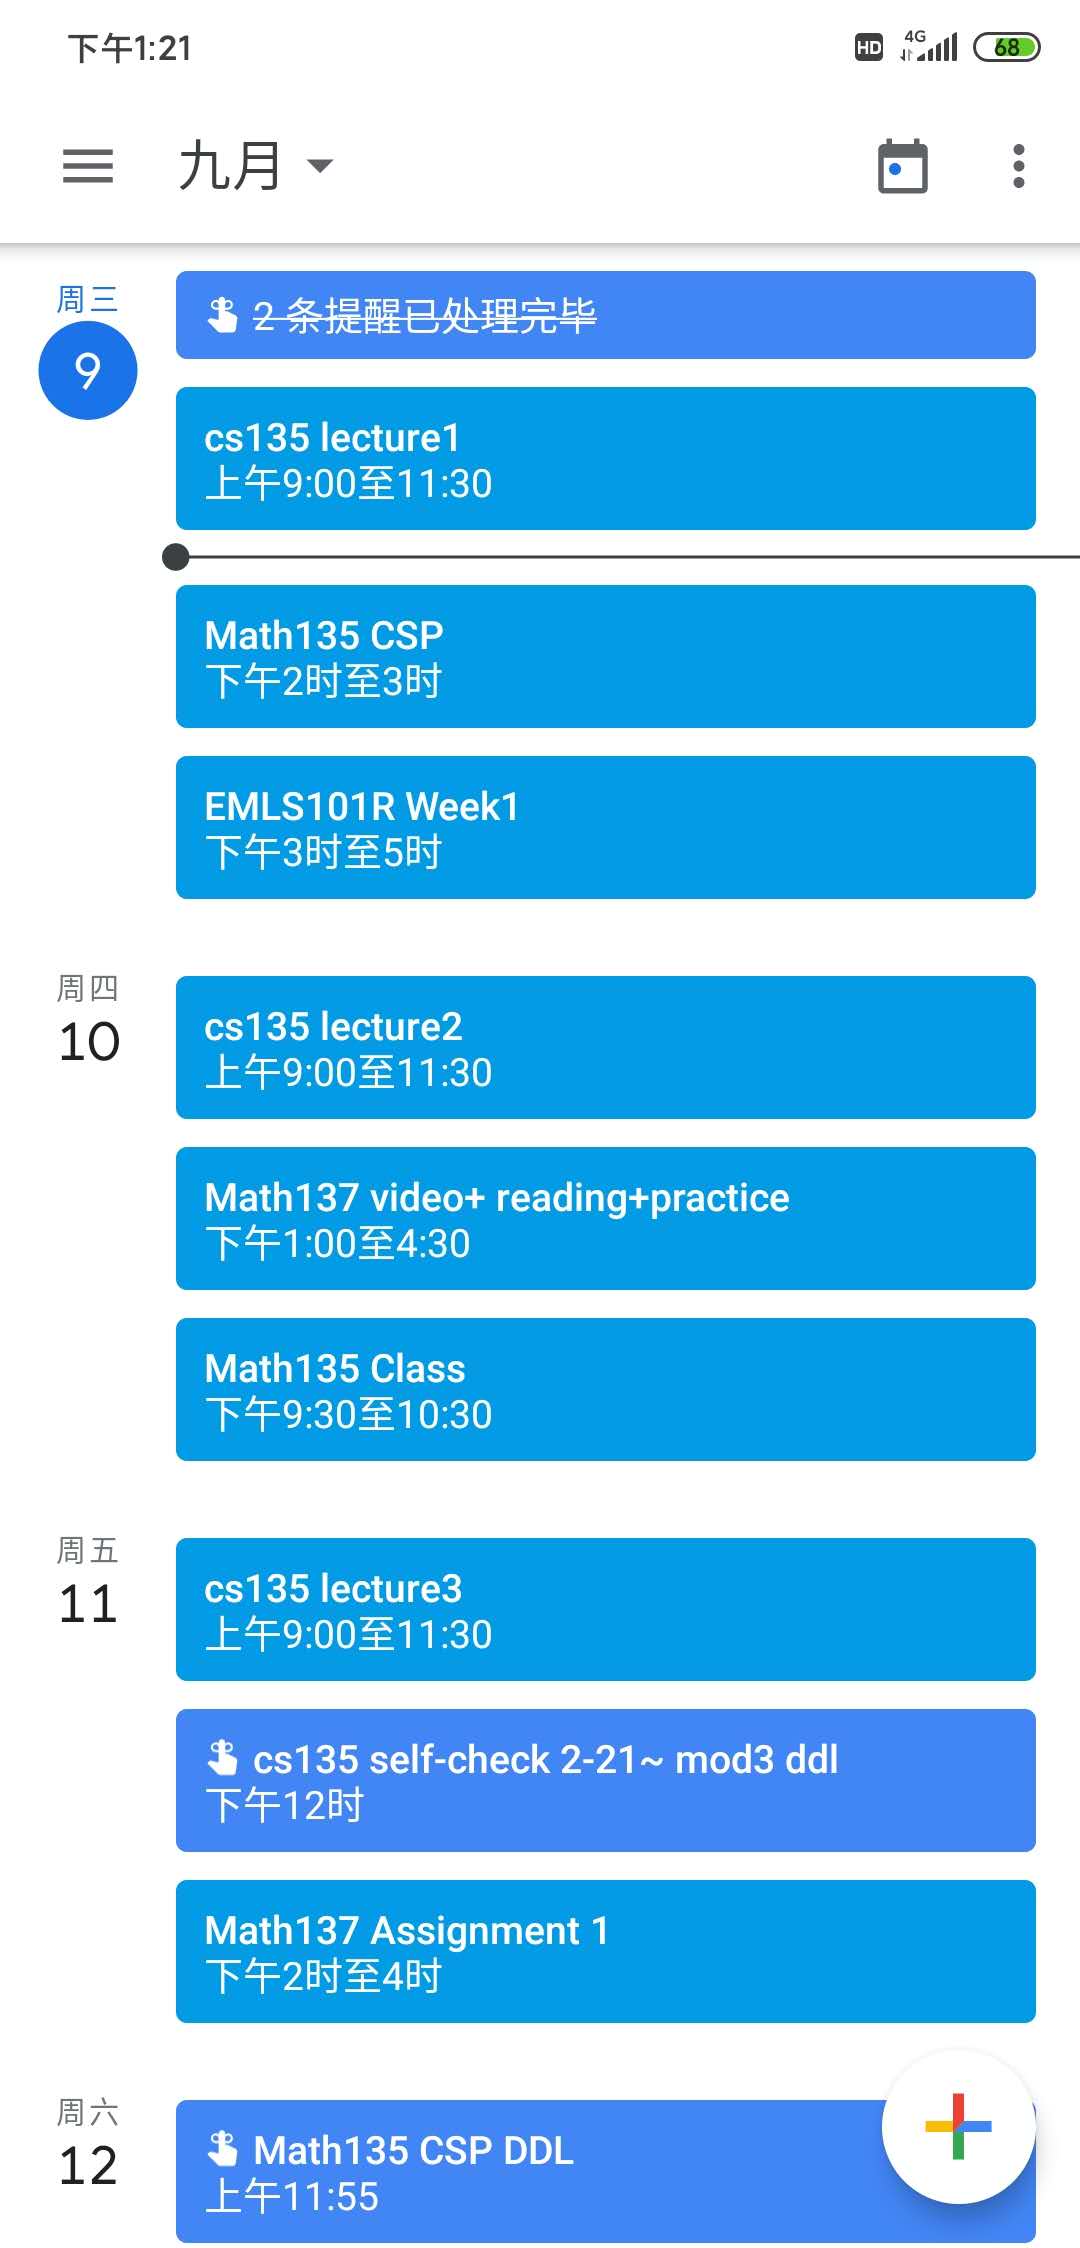 下午1:21
HD
4G
68
九月
周三
9
2 条提醒已处理完毕
cs135 lecture1
上午9:00至11:30
Math135 CSP
下午2时至3时
EMLS101R Week1
下午3时至5时
周四
10
cs135 lecture2
上午9:00至11:30
Math137 video+ reading+practice
下午1:00至4:30
Math135 Class
下午9:30至10:30
周五
11
cs135 lecture3
上午9:00至11:30
cs135 self-check 2-21~ mod3 ddl
下午12时
Math137 Assignment 1
下午2时至4时
周六
12
Math135 CSP DDL
上午11:55